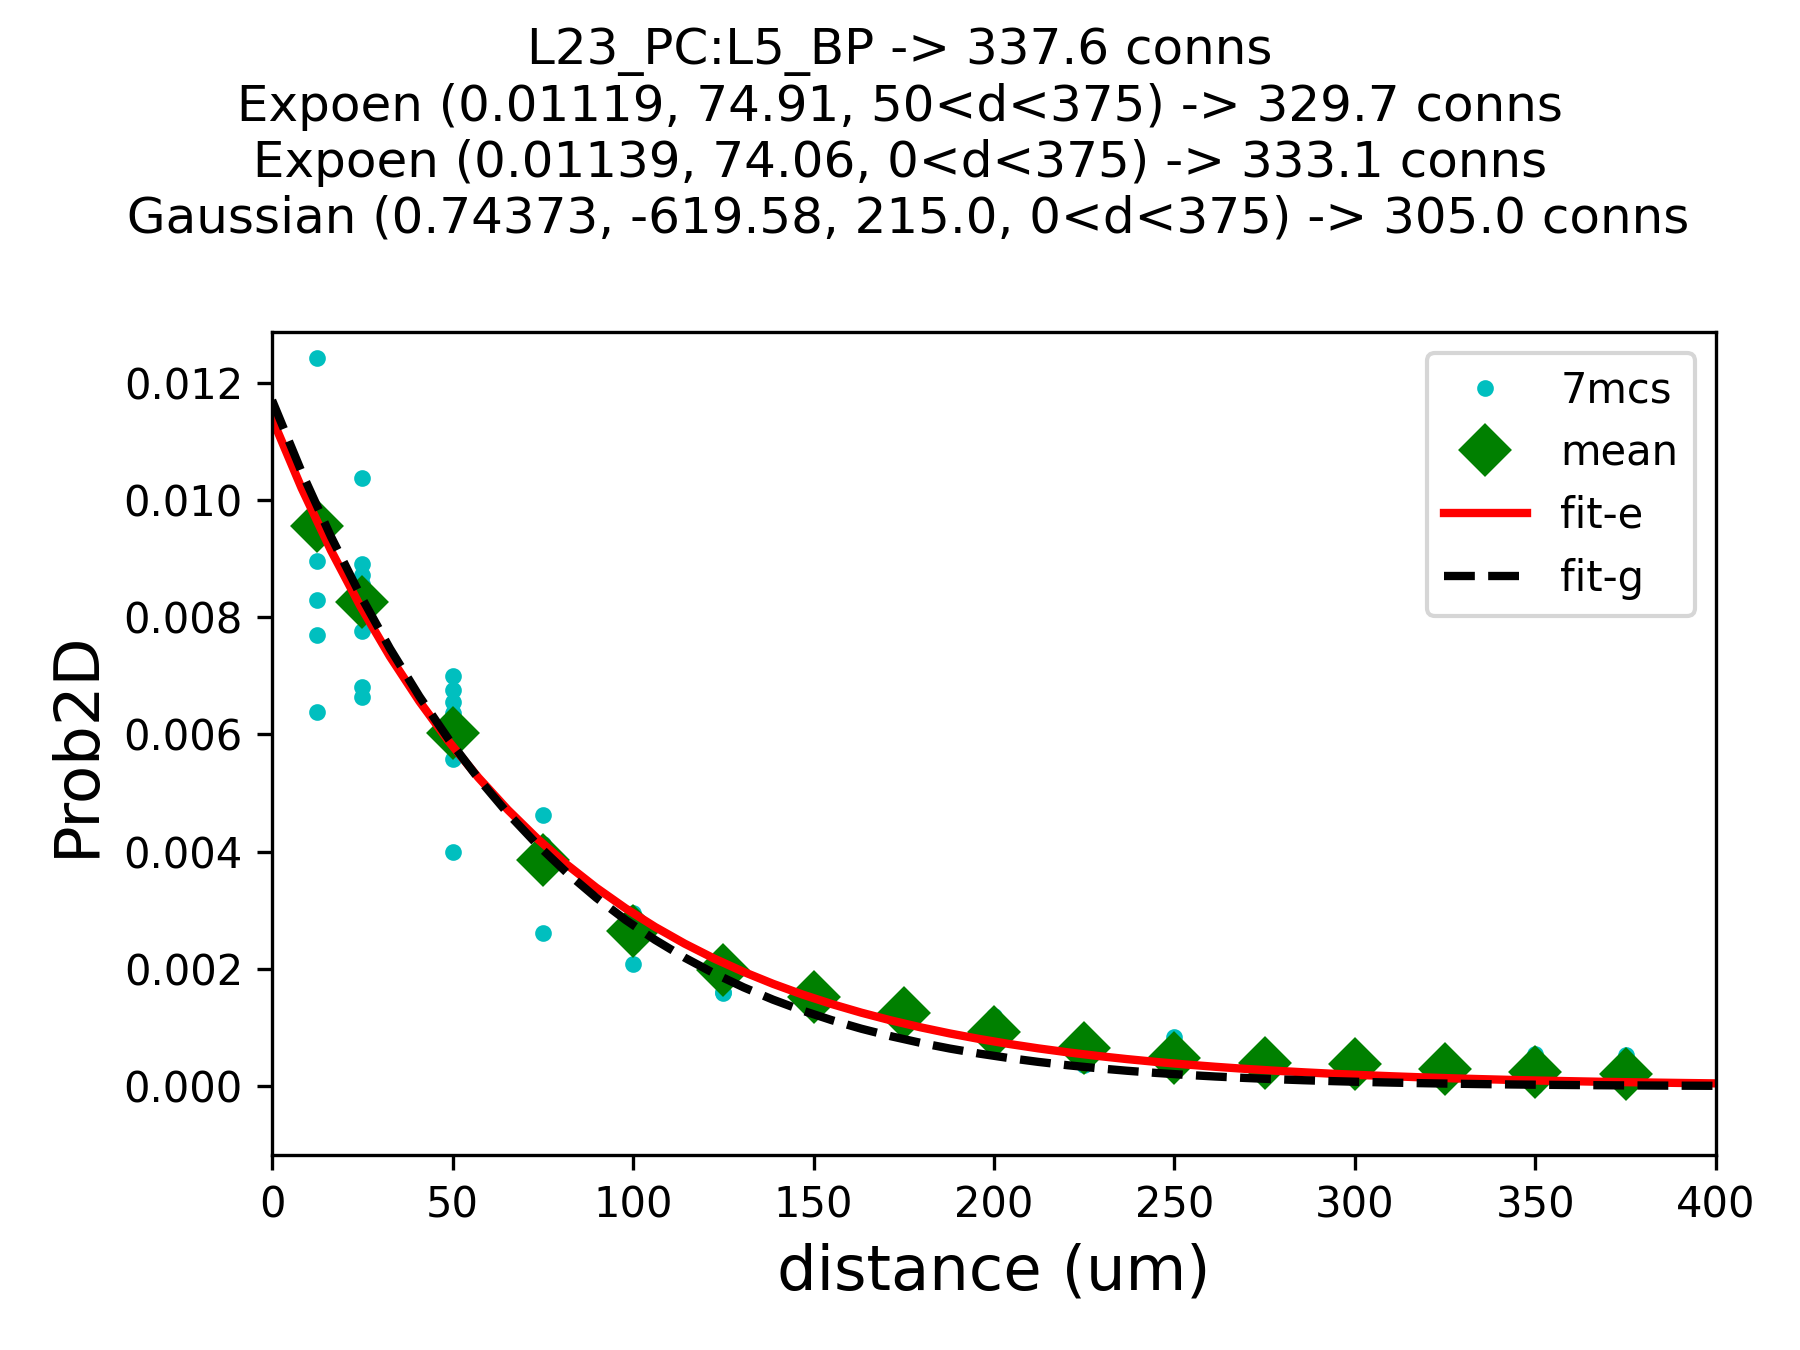 L23_PC:L5_BP -> 337.6 conns
Expoen (0.01119, 74.91, 50<d<375) -> 329.7 conns
Expoen (0.01139, 74.06, 0<d<375) -> 333.1 conns
Gaussian (0.74373, -619.58, 215.0, 0<d<375) -> 305.0 conns
7mcs
mean
fit-e
fit-g
Prob2D
0.012
0.010
0.008
0.006
0.004
0.002
0.000
0 50 100 150 200 250 300 350 400
distance (um)